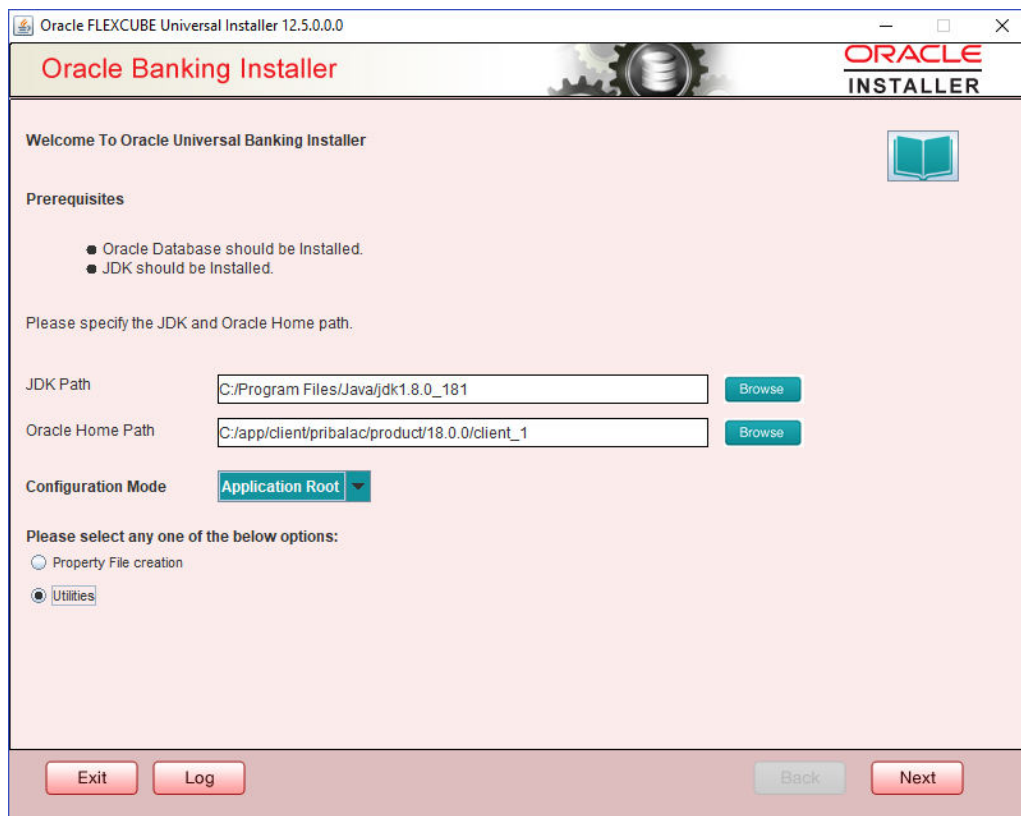 Oracle FLEXCUBE Universal Installer 12.5.0.0.0
Oracle Banking Installer
ORACLE
INSTALLER
Welcome To Oracle Universal Banking Installer
Prerequisites
Oracle Database should be Installed.
JDK should be Installed.
Please specify the JDK and Oracle Home path.
JDK Path C:/Program Files/Java/jdk1.8.0_181 Browse
Oracle Home Path C:/app/client/pribalac/product/18.0.0/client_1 Browse
Configuration Mode Application Root
Please select any one of the below options:
Property File creation
Utilities
Exit Log Back Next